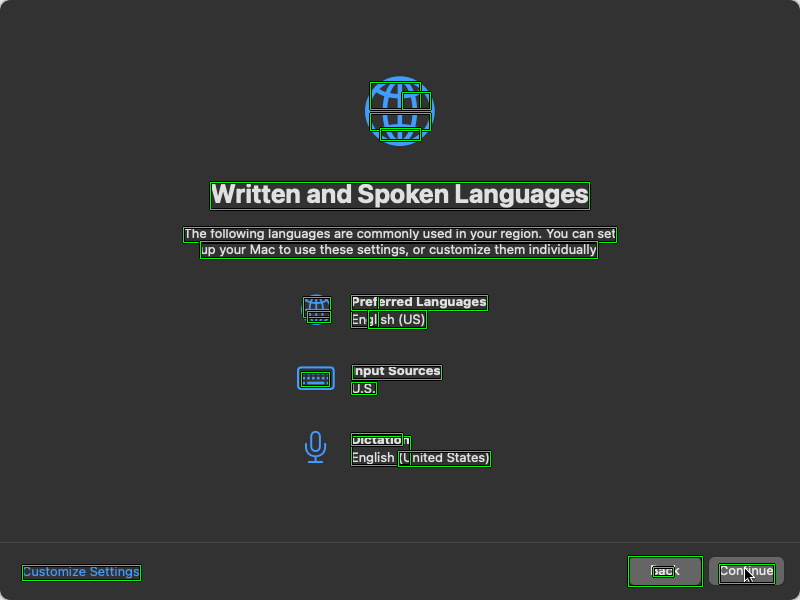 Written and Spoken Languages
The following languages are commonly used in your region. You can set
up your Mac to use these settings, or customize them individually
Preferred Languages
English (US)
Input Sources
U.S.
Dictation
English (United States)
Customize Settings
Back
Continue